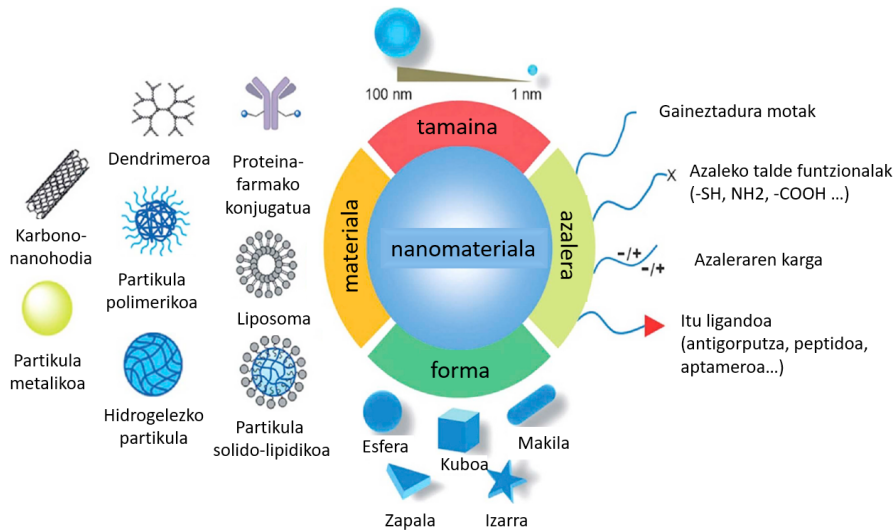 100 nm
1 nm
tamaina
materiala
nanomateriala
azalera
forma
Dendrimeroa
Proteina-
farmako
konjugatua
Karbono-
nanohodia
Partikula
polimerikoa
Liposoma
Partikula
metalikoa
Hidrogelezko
partikula
Partikula
solido-lipidikoa
Gaineztadura motak
X
Azaleko talde funtzionalak
(-SH, NH2, -COOH ...)
-/+
-/+
Azaleraren karga
Itu ligandoa
(antigorputza, peptidoa,
aptameroa...)
Esfera
Kuboa
Makila
Zapala
Izarra